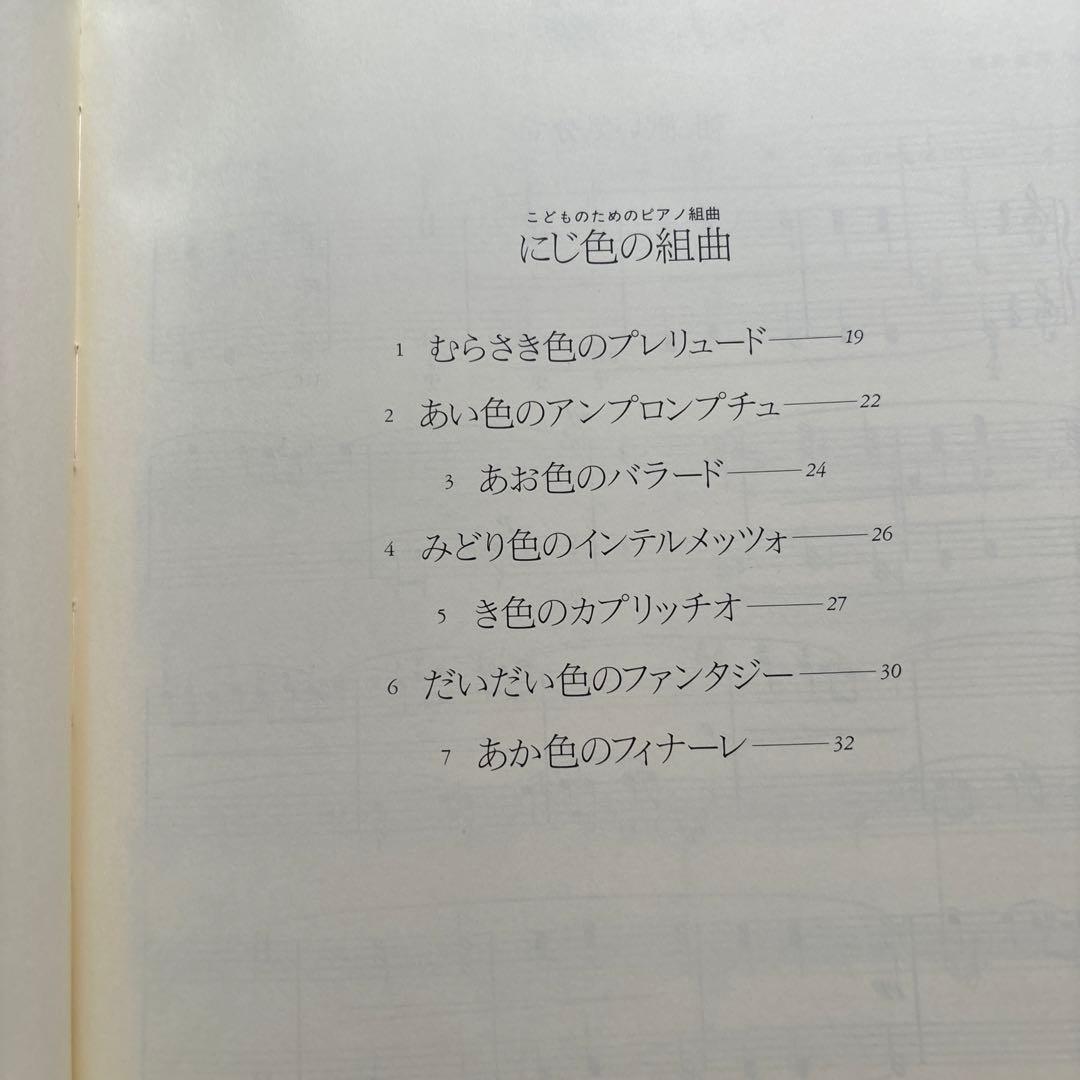 こどものためのピアノ組曲
にじ色の組曲
1 むらさき色のプレリュード——19
2 あい色のアンプロンプチュ——22
3 あお色のバラード——24
4 みどり色のインテルメッツォ——26
5 き色のカプリッチオ——27
6 だいだい色のファンタジー——30
7 あか色のフィナーレ——32